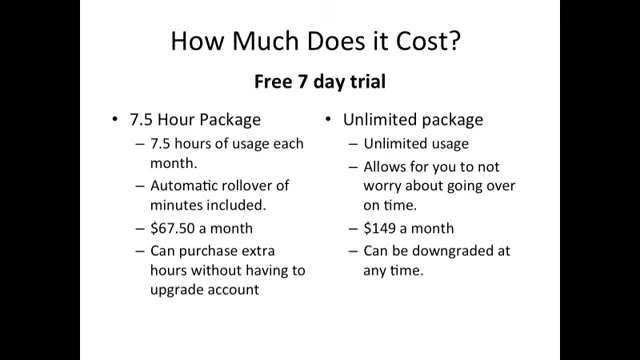 How Much Does it Cost?
Free 7 day trial
• 7.5 Hour Package
– 7.5 hours of usage each
month.
– Automatic rollover of
minutes included.
– $67.50 a month
– Can purchase extra
hours without having to
upgrade account
• Unlimited package
– Unlimited usage
– Allows for you to not
worry about going over
on time.
– $149 a month
– Can be downgraded at
any time.